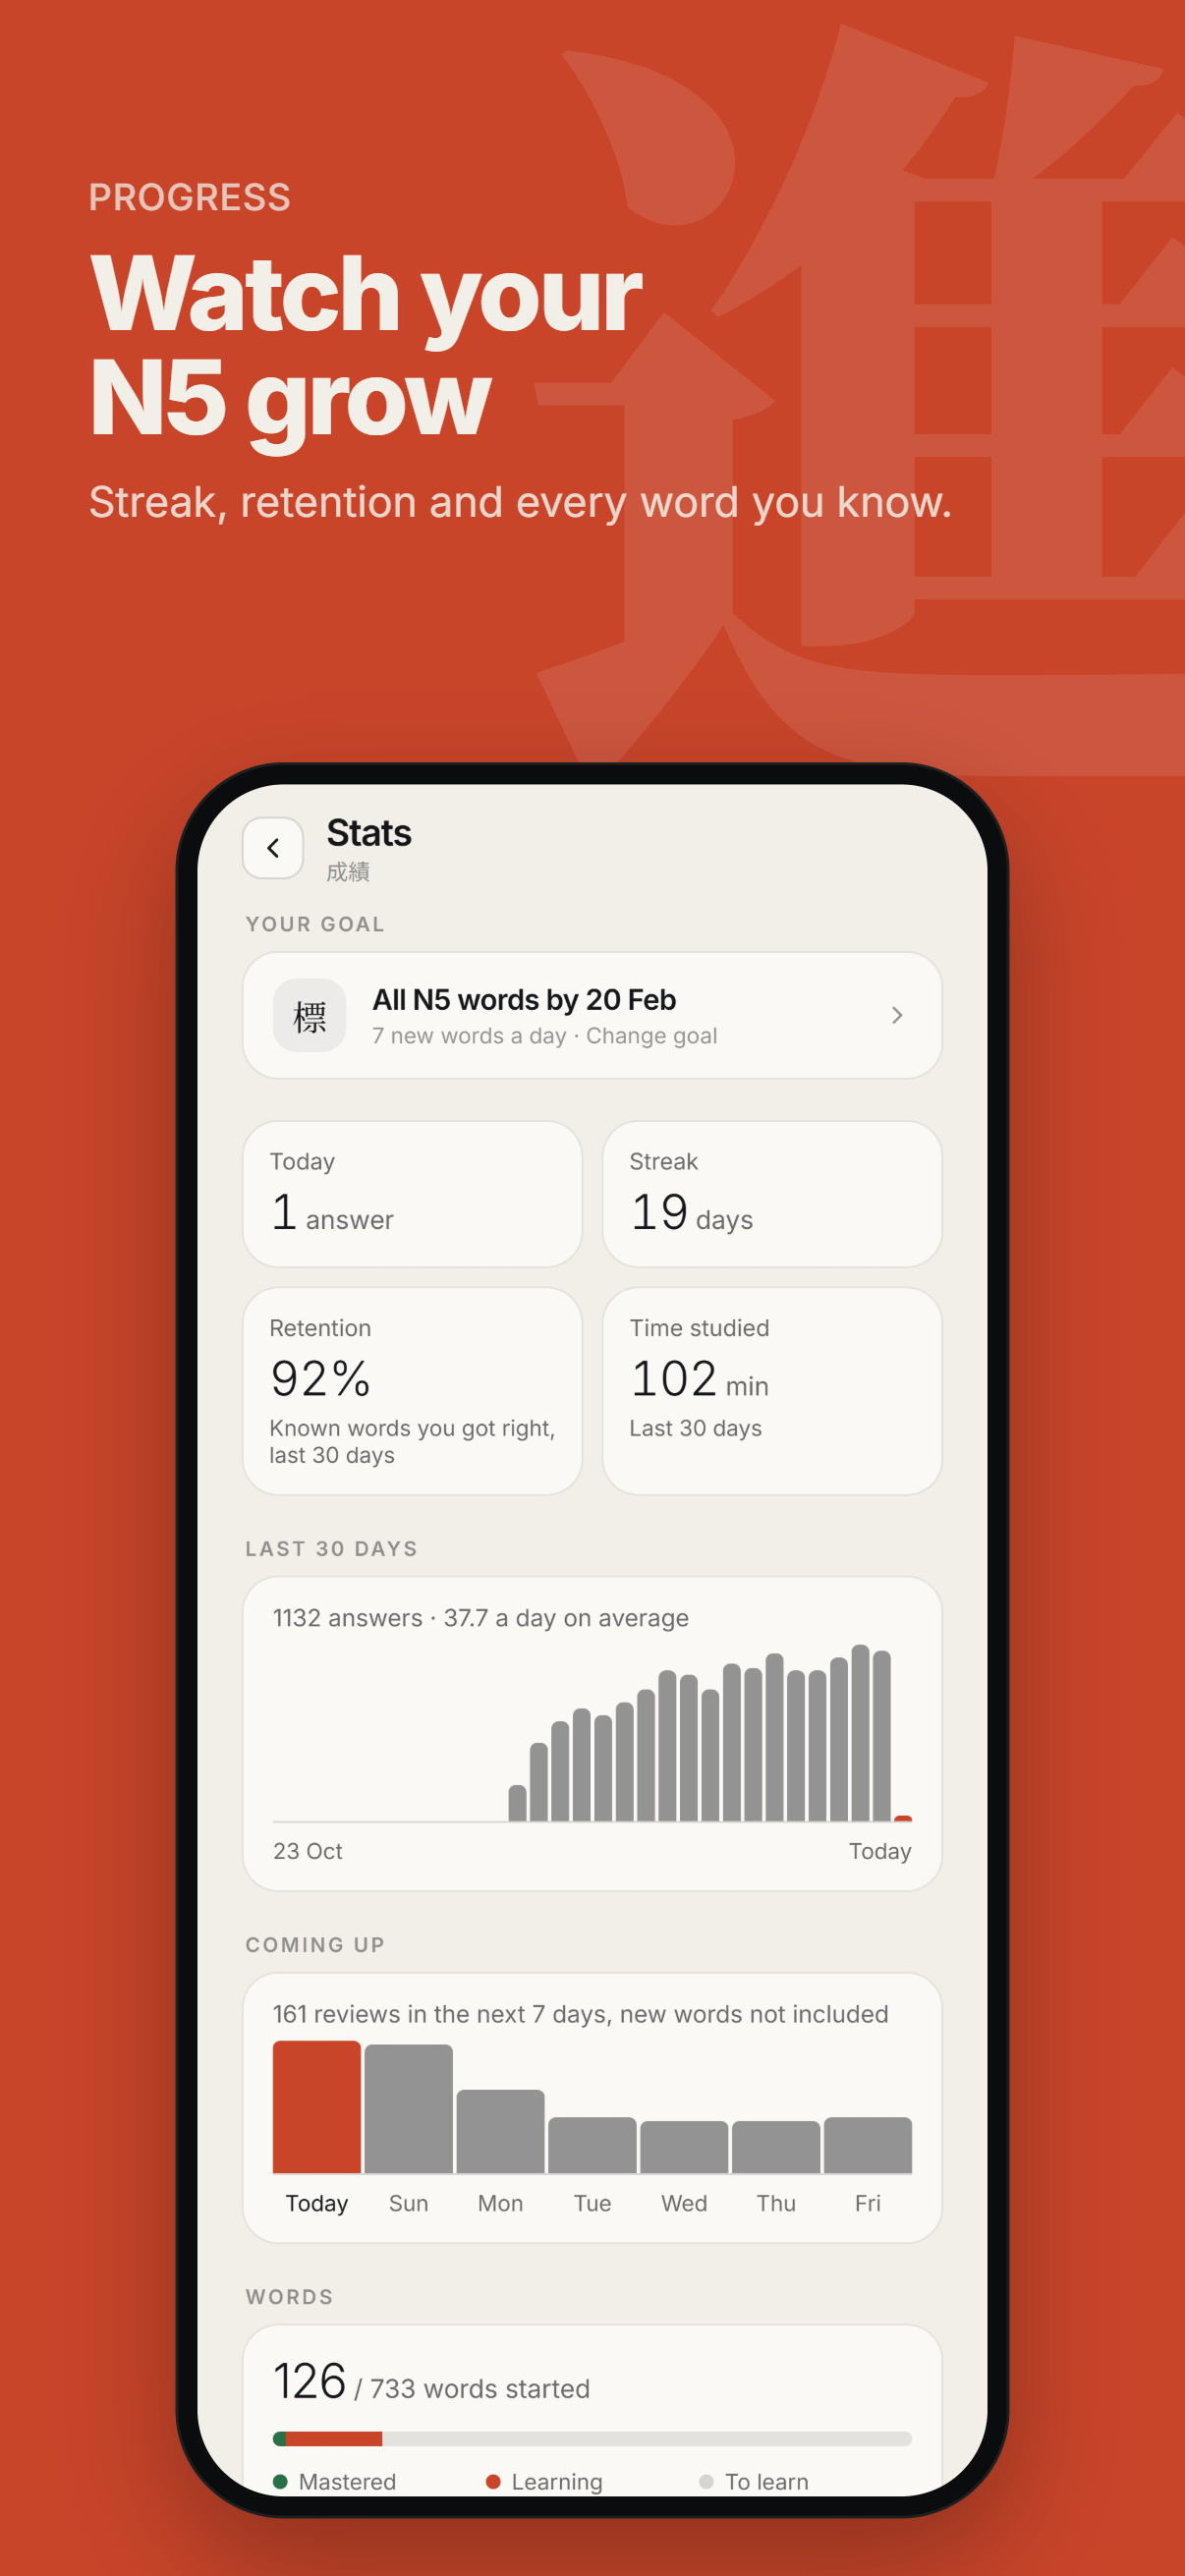 進
PROGRESS
Watch your
N5 grow
Streak, retention and every word you know.
Stats
成績
YOUR GOAL
標
All N5 words by 20 Feb
7 new words a day · Change goal
Today
1 answer
Streak
19 days
Retention
92%
Known words you got right,
last 30 days
Time studied
102 min
Last 30 days
LAST 30 DAYS
1132 answers · 37.7 a day on average
23 Oct
Today
COMING UP
161 reviews in the next 7 days, new words not included
Today Sun Mon Tue Wed Thu Fri
WORDS
126 / 733 words started
Mastered Learning To learn